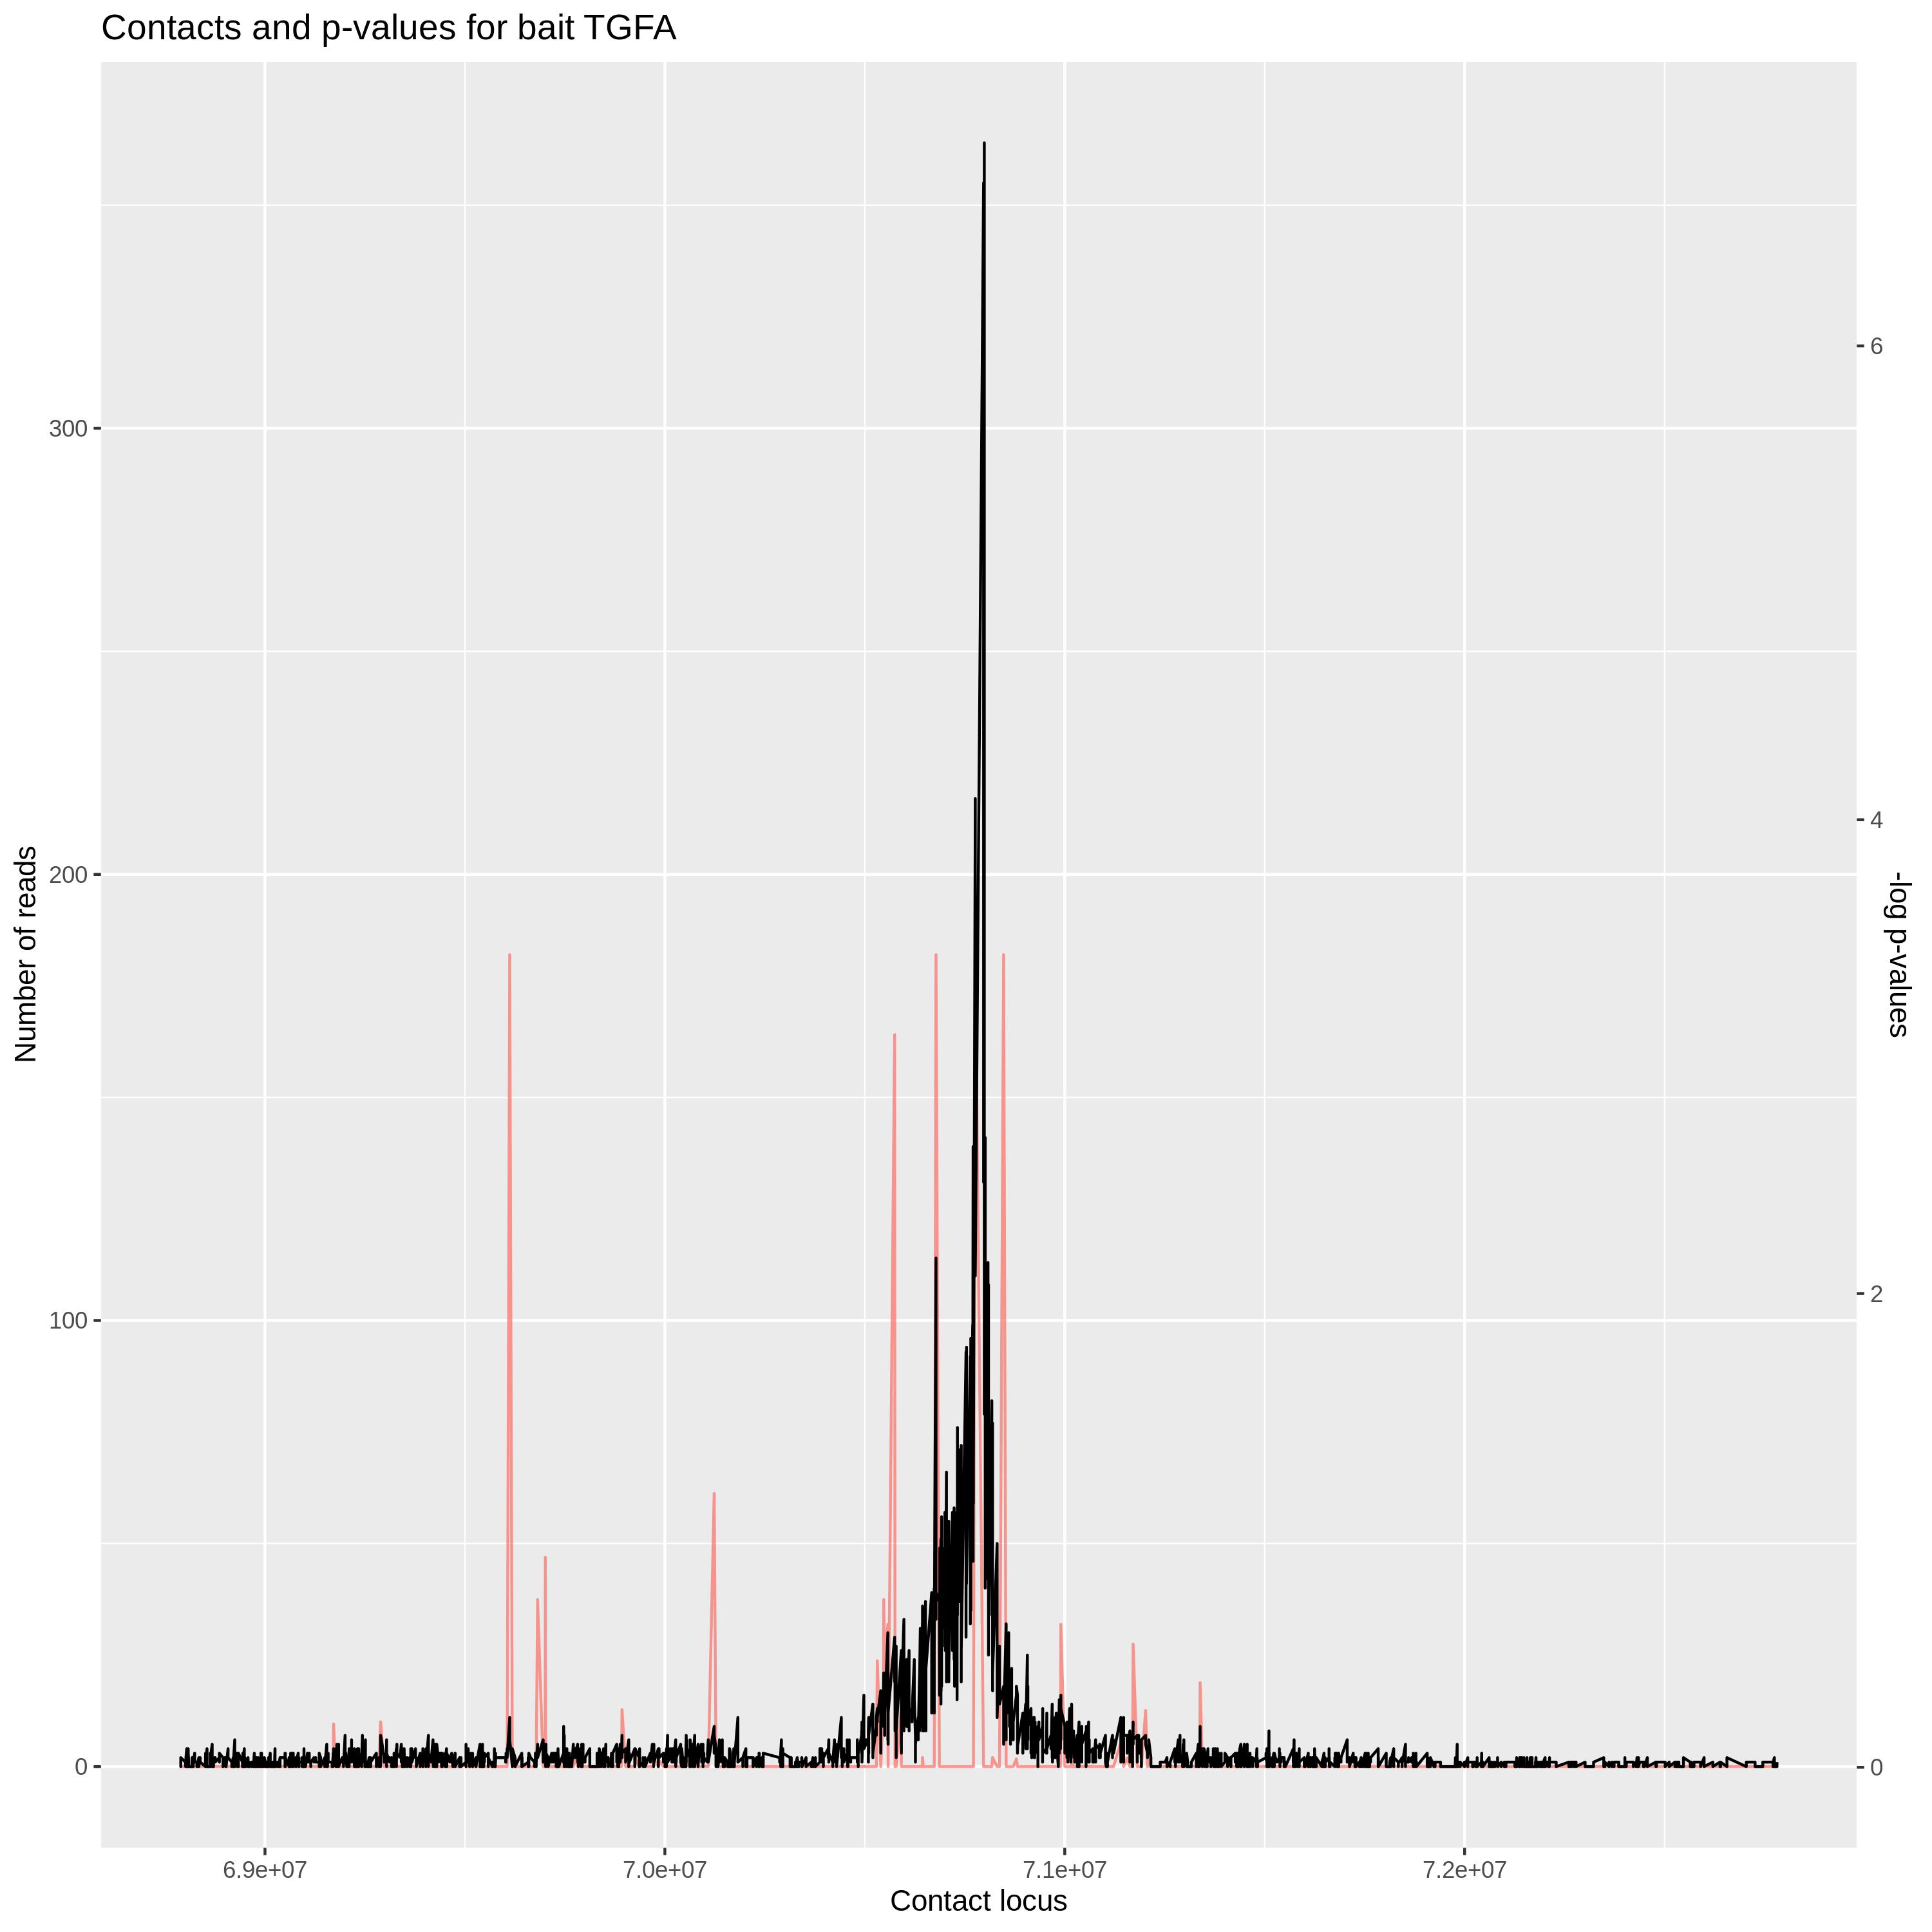 Contacts and p-values for bait TGFA
300
200
100
0
Number of reads
6
4
2
0
-log p-values
6.9e+07 7.0e+07 7.1e+07 7.2e+07
Contact locus